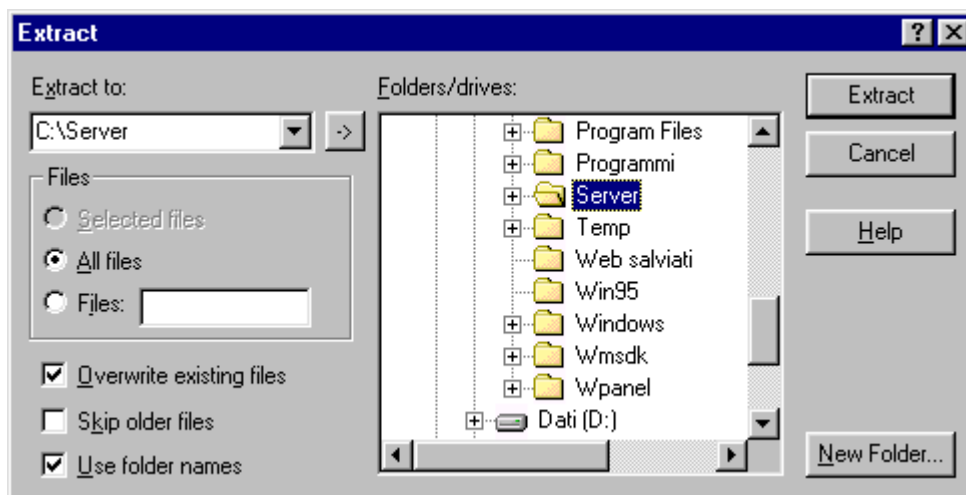 Extract
Extract to:
C:\Server
->
Files
Selected files
All files
Files:
Overwrite existing files
Skip older files
Use folder names
Folders/drives:
Program Files
Programmi
Server
Temp
Web salviati
Win95
Windows
Wmsdk
Wpanel
Dati (D:)
Extract
Cancel
Help
New Folder...